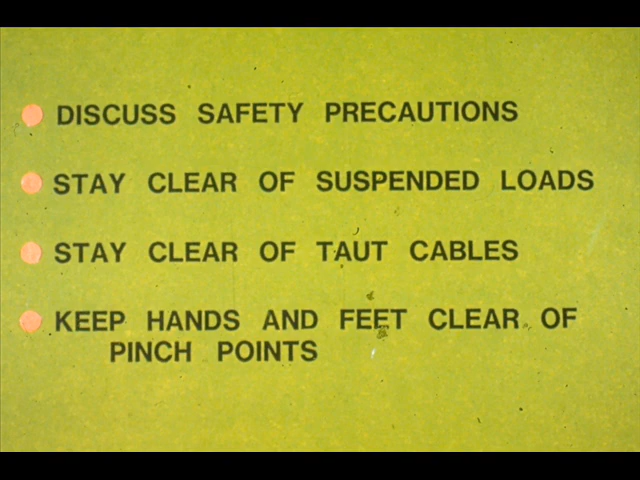 DISCUSS SAFETY PRECAUTIONS
STAY CLEAR OF SUSPENDED LOADS
STAY CLEAR OF TAUT CABLES
KEEP HANDS AND FEET CLEAR OF
PINCH POINTS